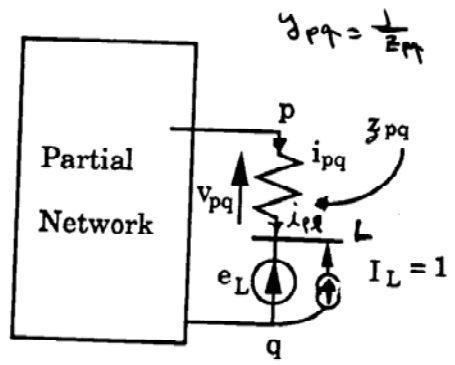 y_pq = 1/z_pq
p
Partial
Network
i_pq
z_pq
v_pq
i_pl
L
e_L
I_L = 1
q